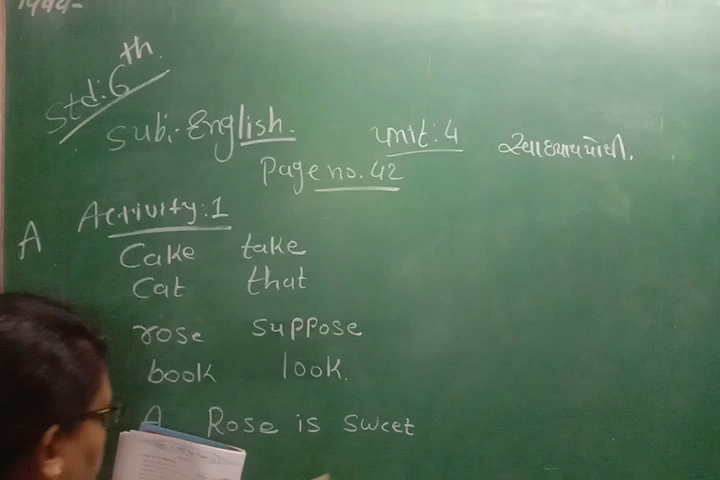 વિષય-
Std:6th
Sub:- English.
Unit:4
સ્વાધ્યાયપોથી.
Page no. 42
A Activity:1
Cake take
Cat that
rose suppose
book look.
A Rose is sweet